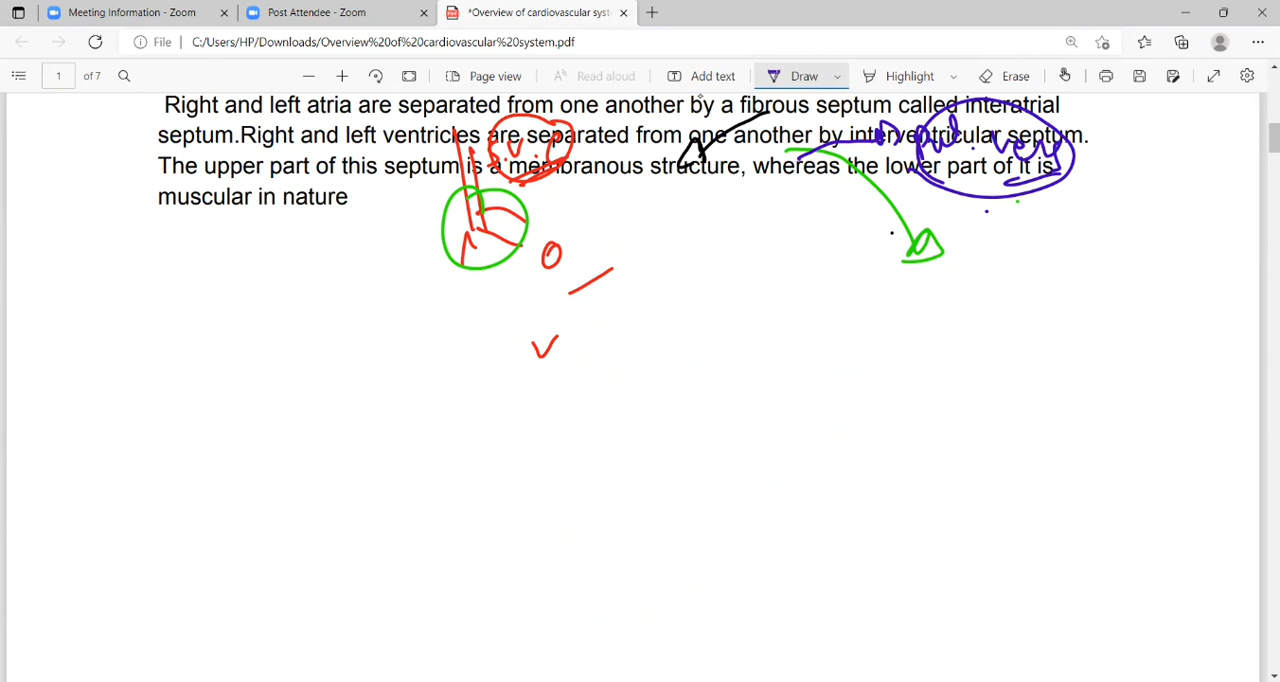 Meeting Information - Zoom
Post Attendee - Zoom
*Overview of cardiovascular syst
File
C:/Users/HP/Downloads/Overview%20of%20cardiovascular%20system.pdf
1 of 7
Page view
Read aloud
Add text
Draw
Highlight
Erase
Right and left atria are separated from one another by a fibrous septum called interatrial
septum.Right and left ventricles are separated from one another by interventricular septum.
The upper part of this septum is a membranous structure, whereas the lower part of it is
muscular in nature